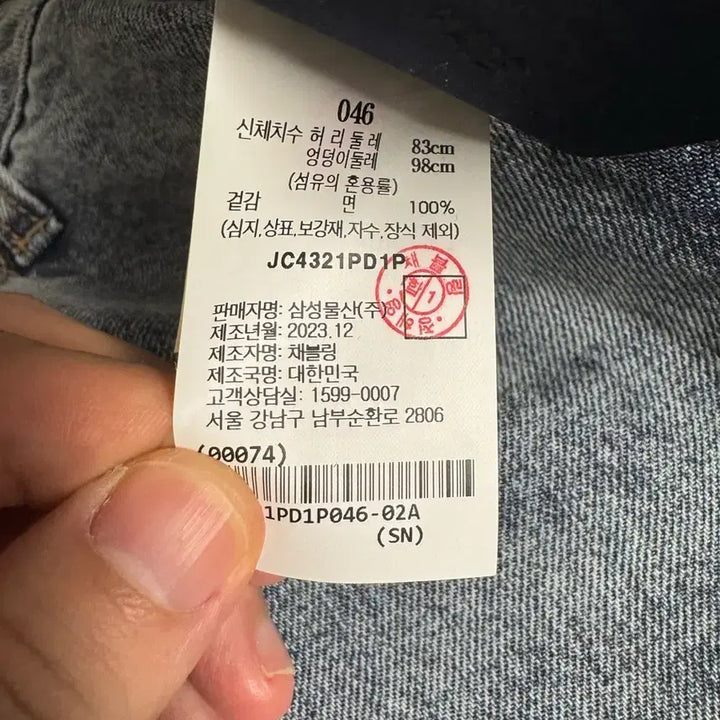 046
신체치수 허 리 둘 레 83cm
엉덩이둘레 98cm
(섬유의 혼용률)
겉감 면 100%
(심지,상표,보강재,자수,장식 제외)
JC4321PD1P
판매자명: 삼성물산(주)
제조년월: 2023.12
제조자명: 채블링
제조국명: 대한민국
고객상담실: 1599-0007
서울 강남구 남부순환로 2806
(00074)
1PD1P046-02A
(SN)
채블링
1